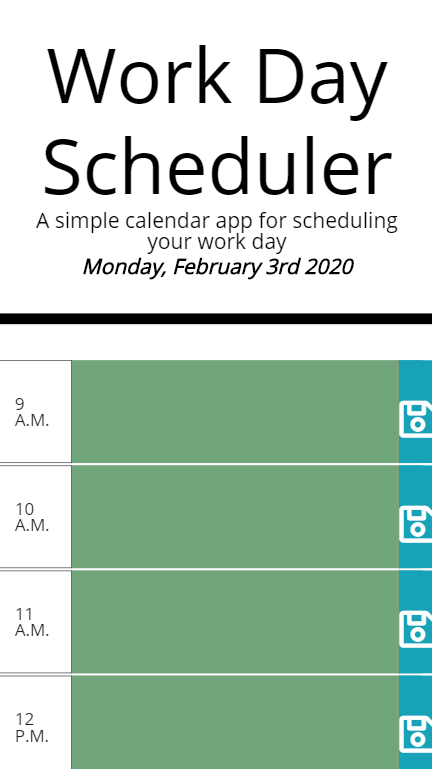 Work Day
Scheduler
A simple calendar app for scheduling
your work day
Monday, February 3rd 2020
9
A.M.
10
A.M.
11
A.M.
12
P.M.